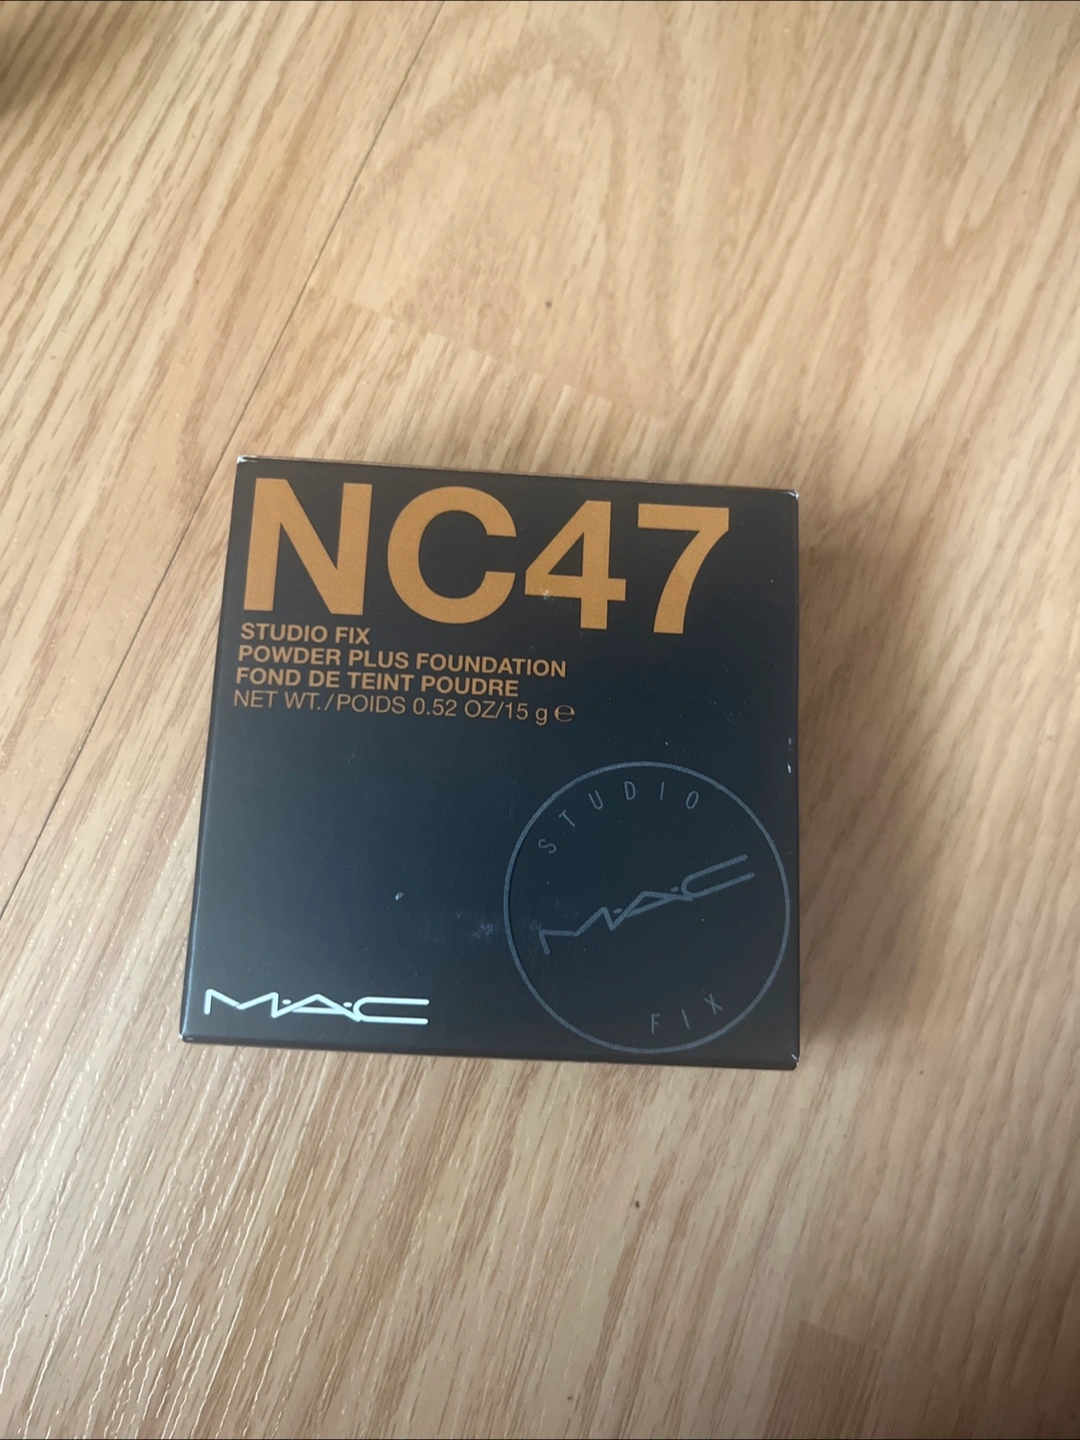 NC47
STUDIO FIX
POWDER PLUS FOUNDATION
FOND DE TEINT POUDRE
NET WT./POIDS 0.52 OZ/15 g ℮
STUDIO
MAC
FIX
M·A·C